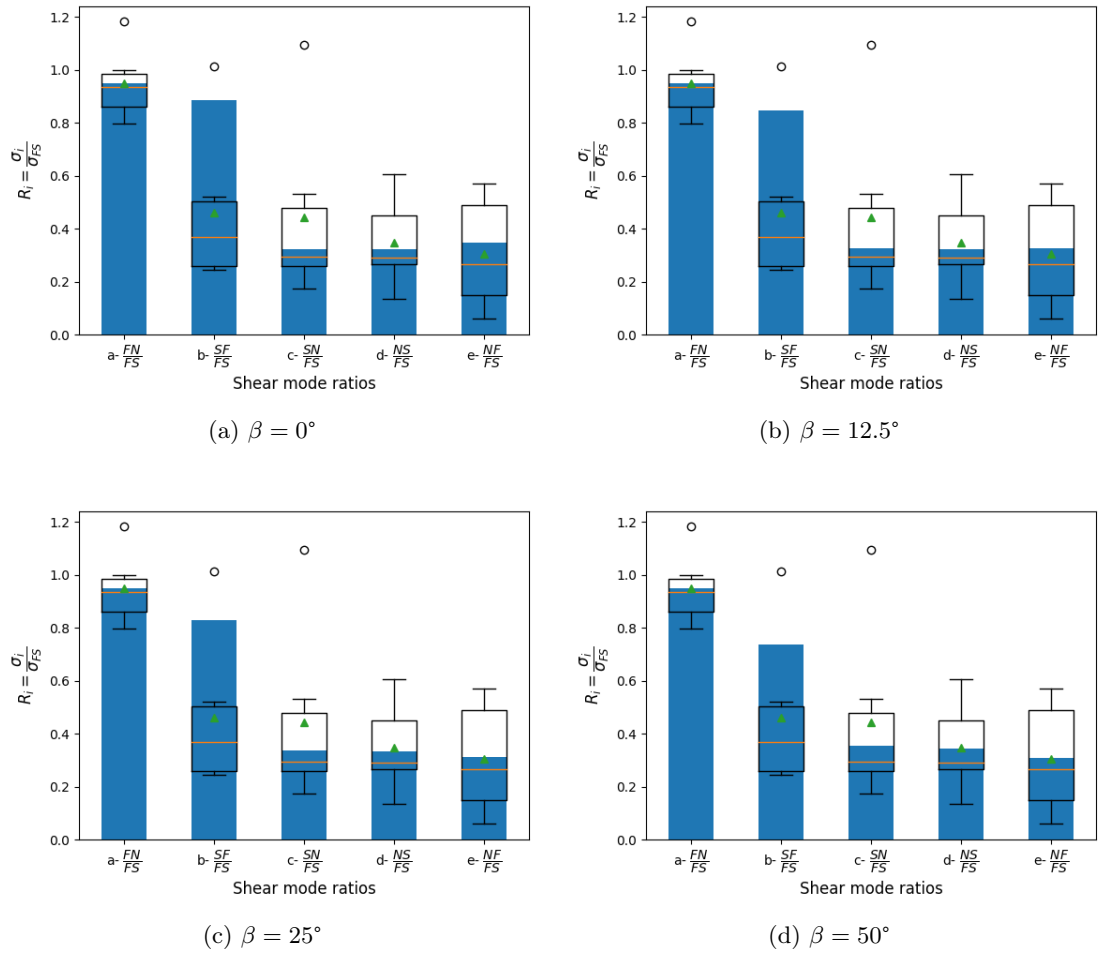 1.2
1.0
0.8
0.6
0.4
0.2
0.0
R_i = σ_i/σ_FS
a- FN/FS b- SF/FS c- SN/FS d- NS/FS e- NF/FS
Shear mode ratios
(a) β = 0°
1.2
1.0
0.8
0.6
0.4
0.2
0.0
R_i = σ_i/σ_FS
a- FN/FS b- SF/FS c- SN/FS d- NS/FS e- NF/FS
Shear mode ratios
(b) β = 12.5°
1.2
1.0
0.8
0.6
0.4
0.2
0.0
R_i = σ_i/σ_FS
a- FN/FS b- SF/FS c- SN/FS d- NS/FS e- NF/FS
Shear mode ratios
(c) β = 25°
1.2
1.0
0.8
0.6
0.4
0.2
0.0
R_i = σ_i/σ_FS
a- FN/FS b- SF/FS c- SN/FS d- NS/FS e- NF/FS
Shear mode ratios
(d) β = 50°